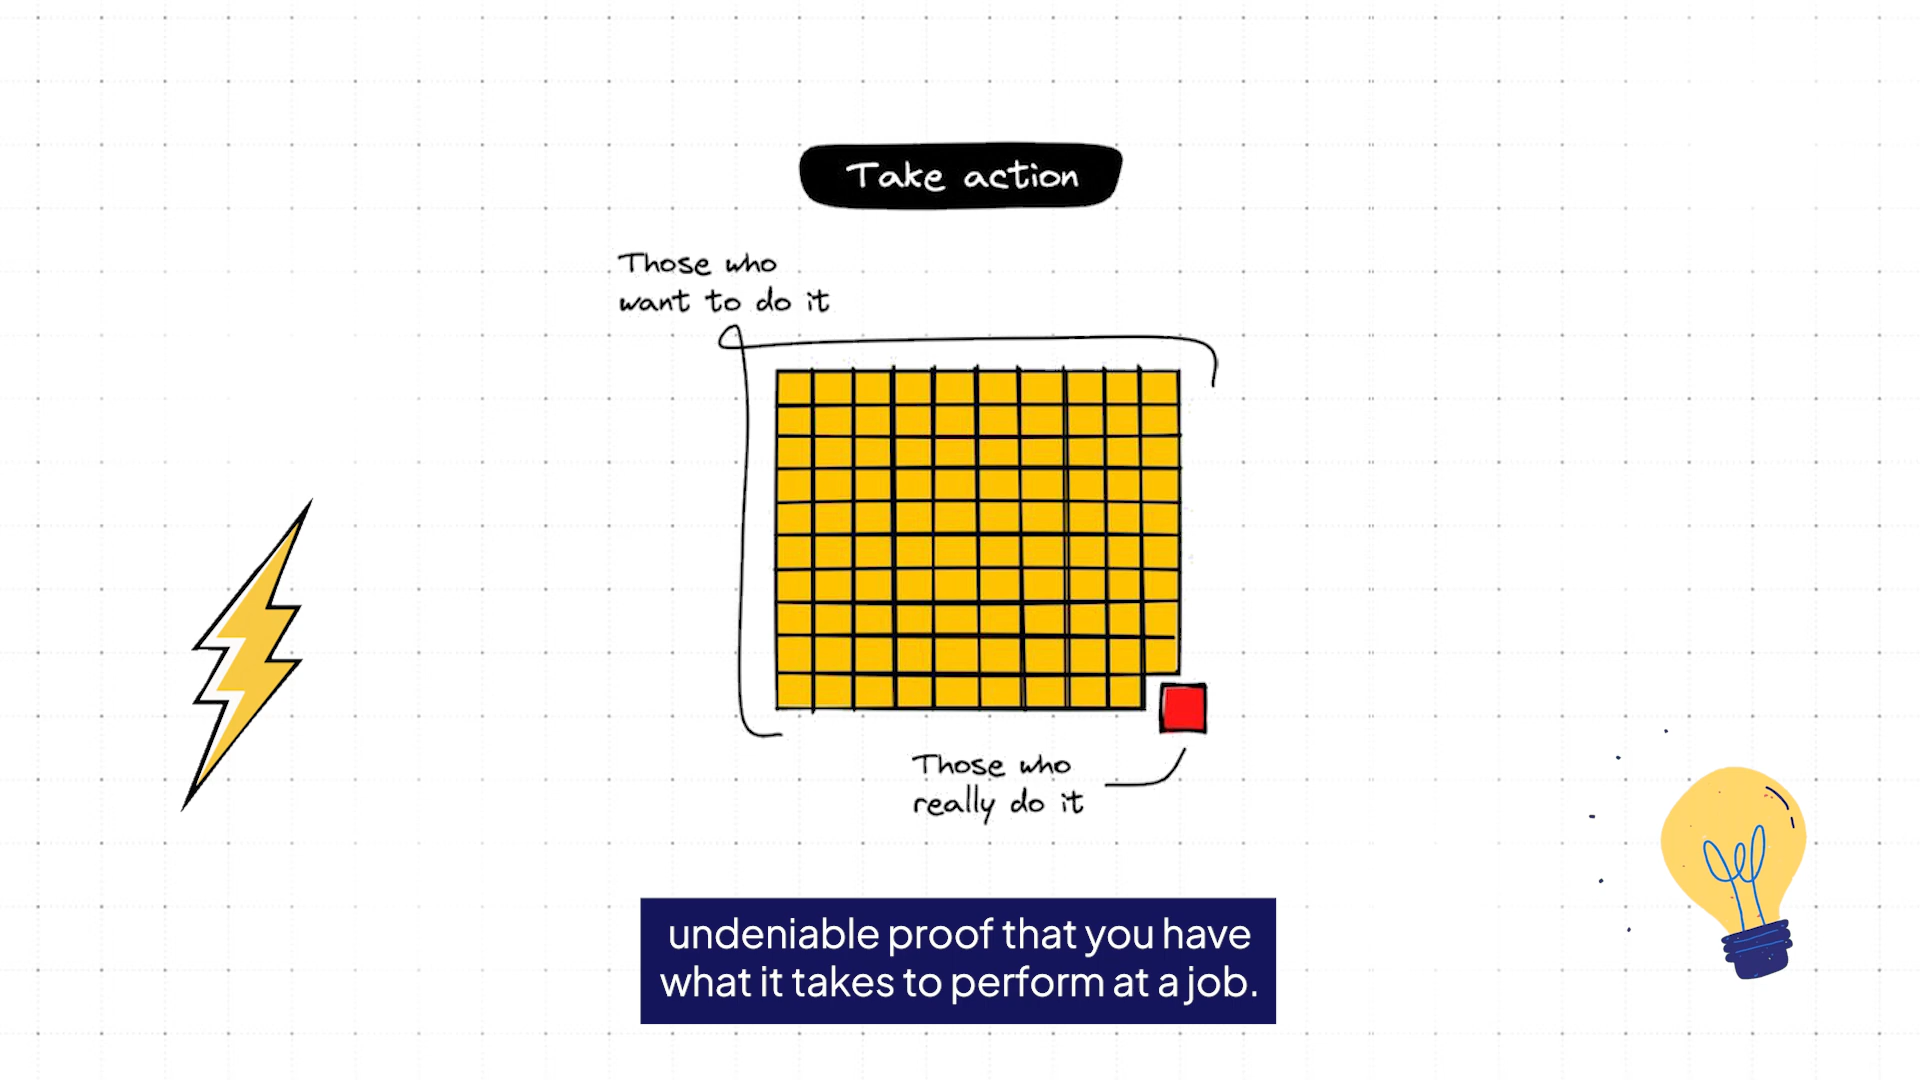 Take action
Those who
want to do it
Those who
really do it
undeniable proof that you have
what it takes to perform at a job.